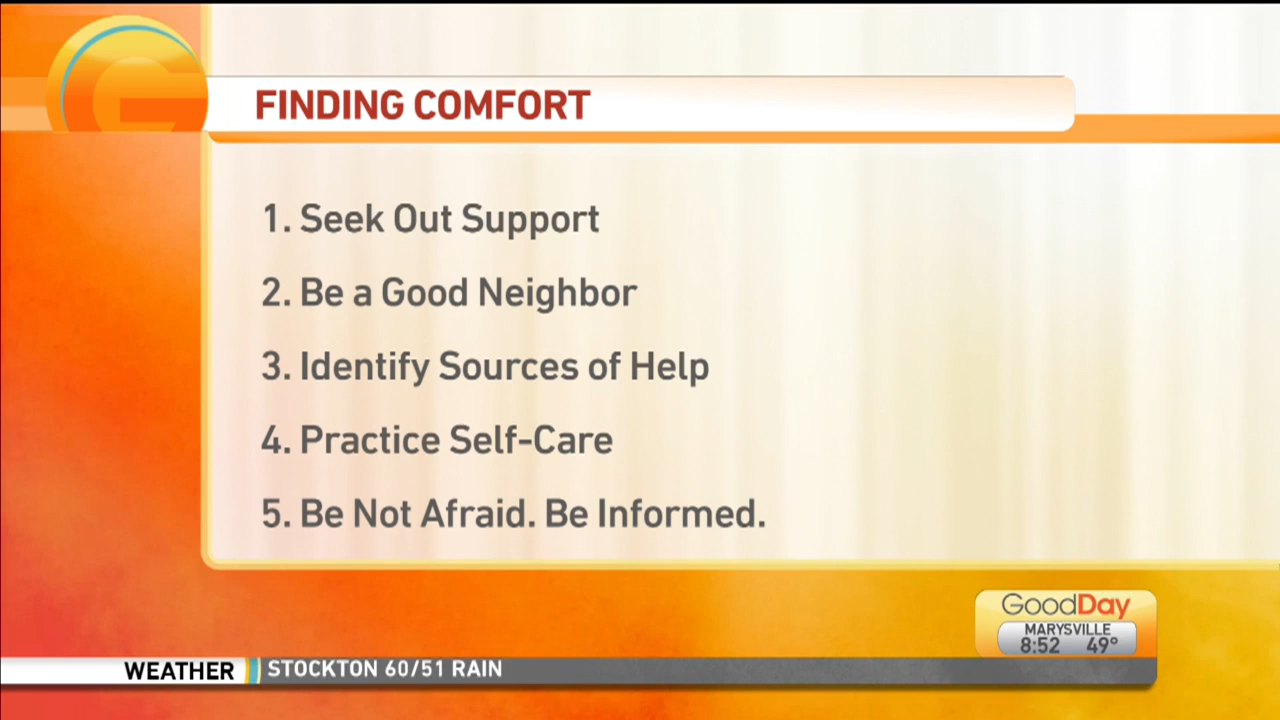 FINDING COMFORT
1. Seek Out Support
2. Be a Good Neighbor
3. Identify Sources of Help
4. Practice Self-Care
5. Be Not Afraid. Be Informed.
GoodDay
MARYSVILLE
8:52 49°
WEATHER STOCKTON 60/51 RAIN